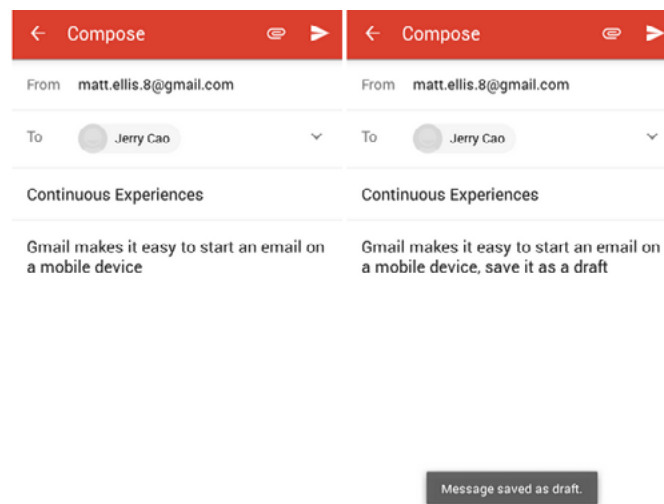 Compose
From matt.ellis.8@gmail.com
To Jerry Cao
Continuous Experiences
Gmail makes it easy to start an email on
a mobile device
Compose
From matt.ellis.8@gmail.com
To Jerry Cao
Continuous Experiences
Gmail makes it easy to start an email on
a mobile device, save it as a draft
Message saved as draft.